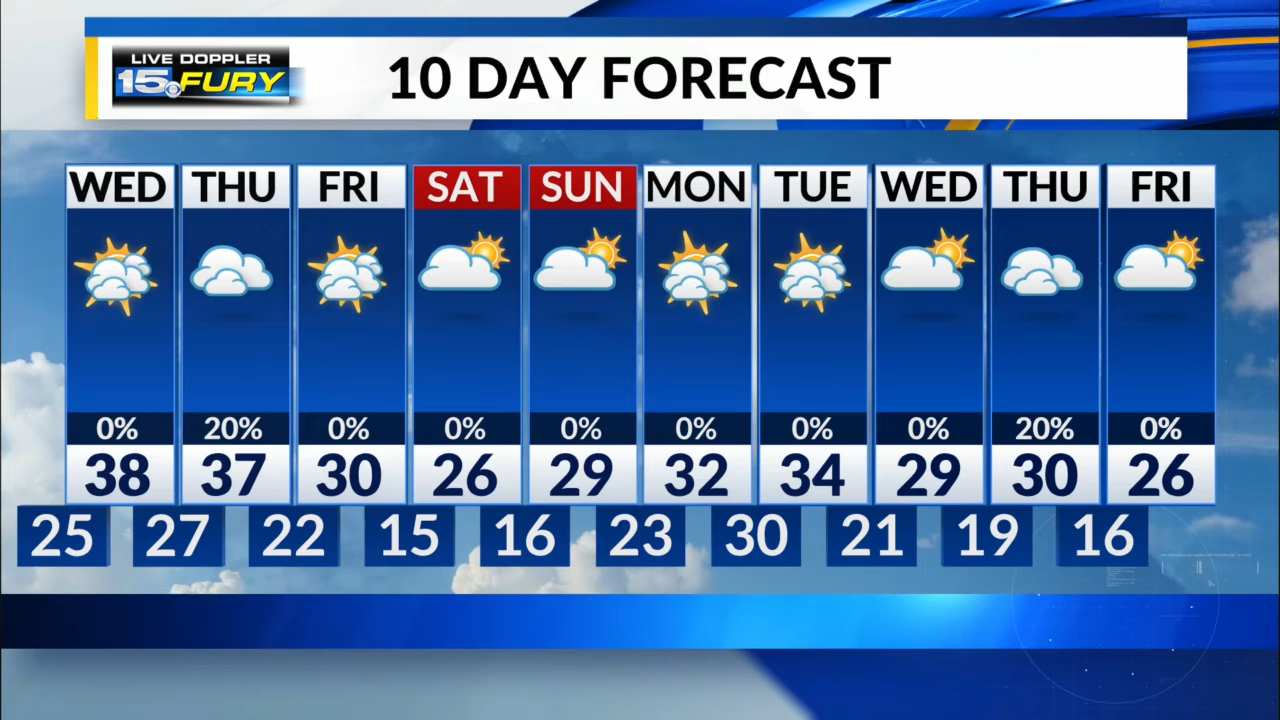 LIVE DOPPLER
15 FURY
10 DAY FORECAST
WED THU FRI SAT SUN MON TUE WED THU FRI
0% 20% 0% 0% 0% 0% 0% 0% 20% 0%
38 37 30 26 29 32 34 29 30 26
25 27 22 15 16 23 30 21 19 16